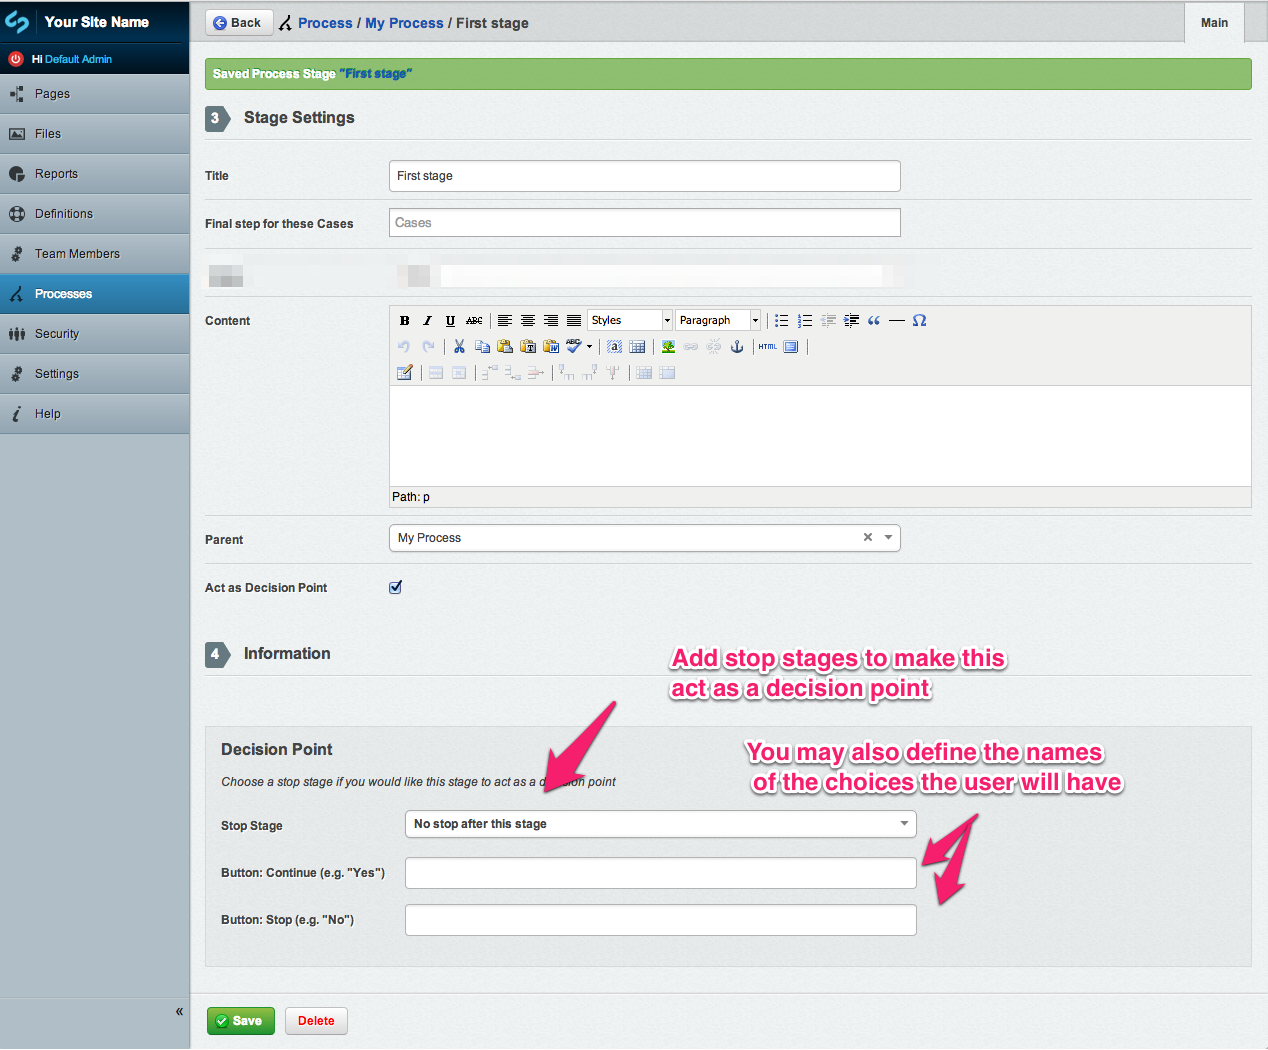 Your Site Name
Hi Default Admin
Pages
Files
Reports
Definitions
Team Members
Processes
Security
Settings
Help
«
Back
Process / My Process / First stage
Main
Saved Process Stage "First stage"
3 Stage Settings
Title
First stage
Final step for these Cases
Cases
Content
B I U ABC
Styles
Paragraph
ABC
HTML
Path: p
Parent
My Process
Act as Decision Point
4 Information
Add stop stages to make this
act as a decision point
Decision Point
You may also define the names
of the choices the user will have
Choose a stop stage if you would like this stage to act as a decision point
Stop Stage
No stop after this stage
Button: Continue (e.g. "Yes")
Button: Stop (e.g. "No")
Save
Delete